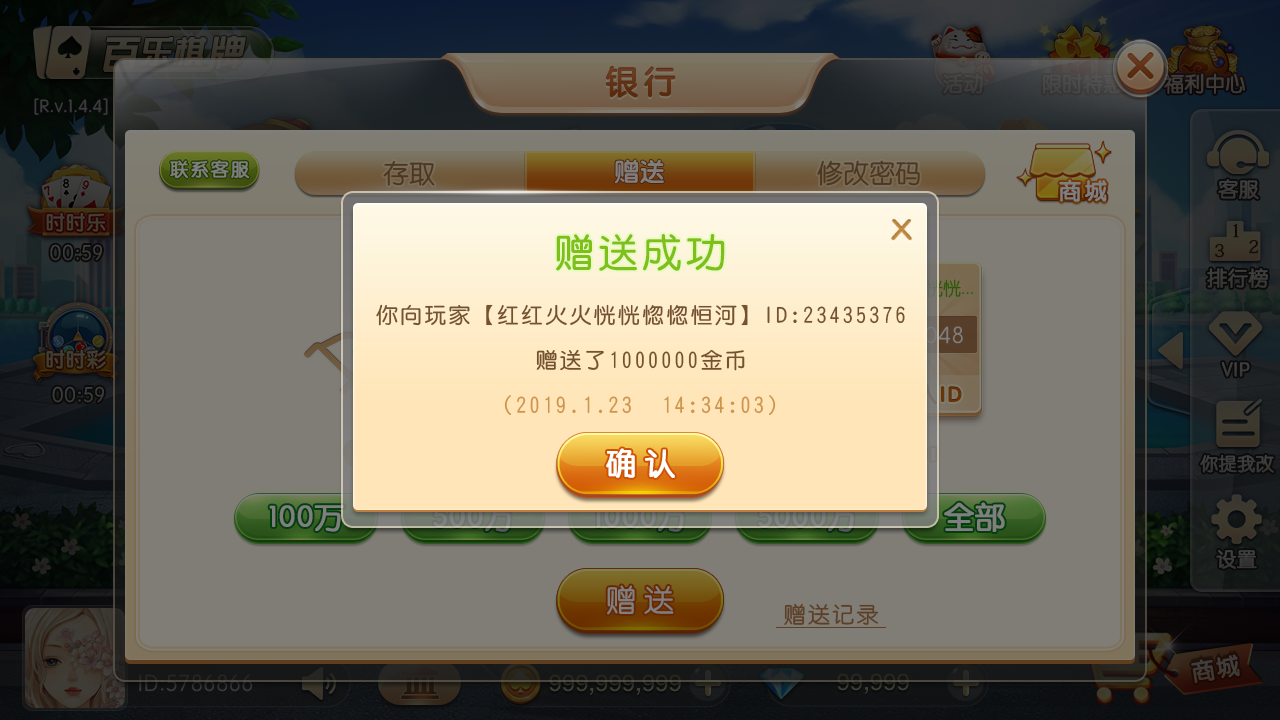 百乐棋牌
[R.v.1.4.4]
银行
活动
限时特惠
福利中心
联系客服
存取
赠送
修改密码
商城
时时乐
00:59
时时彩
00:59
赠送成功
你向玩家【红红火火恍恍惚惚恒河】ID:23435376
赠送了1000000金币
(2019.1.23 14:34:03)
确认
恍...
048
ID
100万
500万
1000万
5000万
全部
赠送
赠送记录
客服
1
3 2
排行榜
VIP
你提我改
设置
ID:5786866
999,999,999
99,999
商城